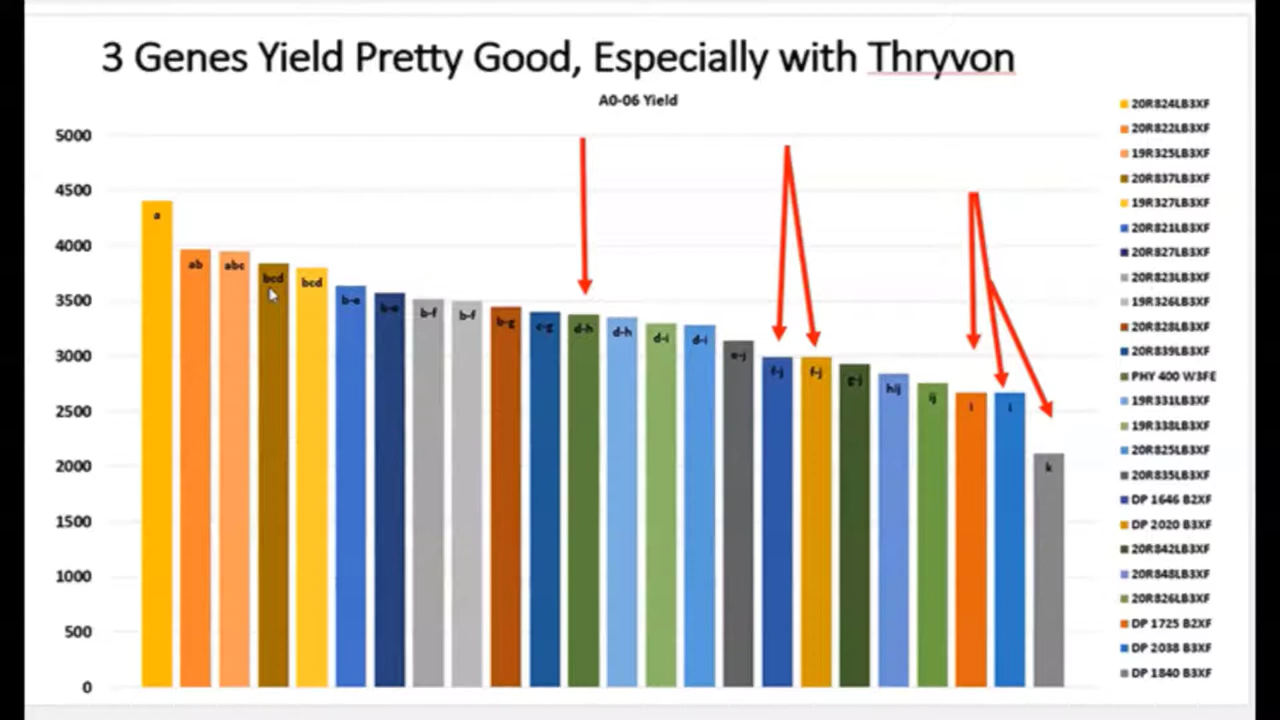 3 Genes Yield Pretty Good, Especially with Thryvon
A0-06 Yield
5000
4500
4000
3500
3000
2500
2000
1500
1000
500
0
a
ab
abc
bcd
bcd
b-e
b-e
b-f
b-f
b-g
c-g
d-h
d-h
d-i
d-i
e-j
f-j
f-j
g-j
hij
ij
k
20R824LB3XF
20R822LB3XF
19R325LB3XF
20R837LB3XF
19R327LB3XF
20R821LB3XF
20R827LB3XF
20R823LB3XF
19R326LB3XF
20R828LB3XF
20R839LB3XF
PHY 400 W3FE
19R331LB3XF
19R338LB3XF
20R825LB3XF
20R835LB3XF
DP 1646 B2XF
DP 2020 B3XF
20R842LB3XF
20R848LB3XF
20R826LB3XF
DP 1725 B2XF
DP 2038 B3XF
DP 1840 B3XF